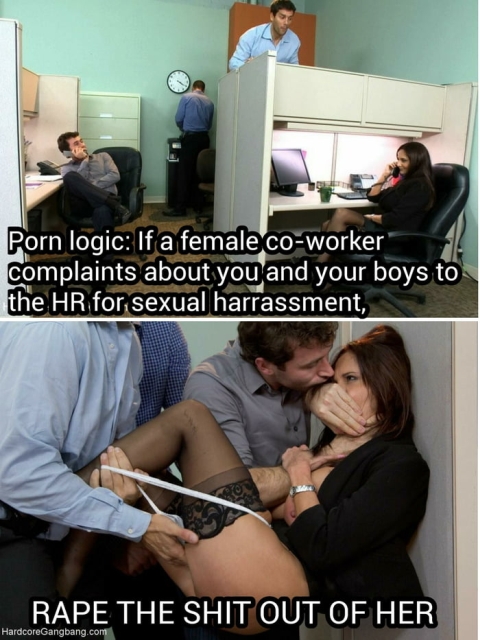 Porn logic: If a female co-worker
complaints about you and your boys to
the HR for sexual harrassment,
RAPE THE SHIT OUT OF HER
HardcoreGangbang.com